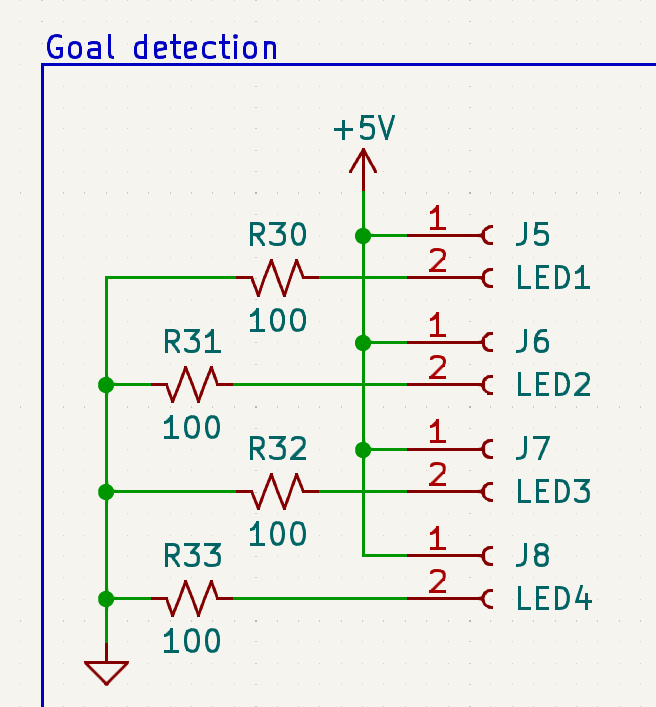 Goal detection
+5V
1
R30
J5
2
LED1
100
1
R31
J6
2
LED2
100
1
R32
J7
2
LED3
100
1
R33
J8
2
LED4
100